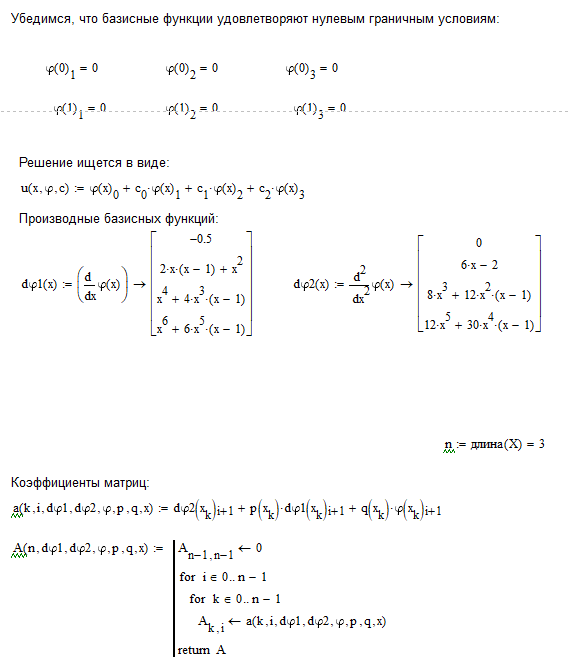 Убедимся, что базисные функции удовлетворяют нулевым граничным условиям:
φ(0)₁ = 0 φ(0)₂ = 0 φ(0)₃ = 0
φ(1)₁ = 0 φ(1)₂ = 0 φ(1)₃ = 0
Решение ищется в виде:
u(x,φ,c) := φ(x)₀ + c₀·φ(x)₁ + c₁·φ(x)₂ + c₂·φ(x)₃
Производные базисных функций:
dφ1(x) := (d/dx φ(x)) → [−0.5; 2·x·(x − 1) + x²; x⁴ + 4·x³·(x − 1); x⁶ + 6·x⁵·(x − 1)] dφ2(x) := d²/dx² φ(x) → [0; 6·x − 2; 8·x³ + 12·x²·(x − 1); 12·x⁵ + 30·x⁴·(x − 1)]
n := длина(X) = 3
Коэффициенты матриц:
a(k,i,dφ1,dφ2,φ,p,q,x) := dφ2(xₖ)ᵢ₊₁ + p(xₖ)·dφ1(xₖ)ᵢ₊₁ + q(xₖ)·φ(xₖ)ᵢ₊₁
A(n,dφ1,dφ2,φ,p,q,x) := | A_{n−1,n−1} ← 0
for i ∈ 0..n − 1
for k ∈ 0..n − 1
A_{k,i} ← a(k,i,dφ1,dφ2,φ,p,q,x)
return A